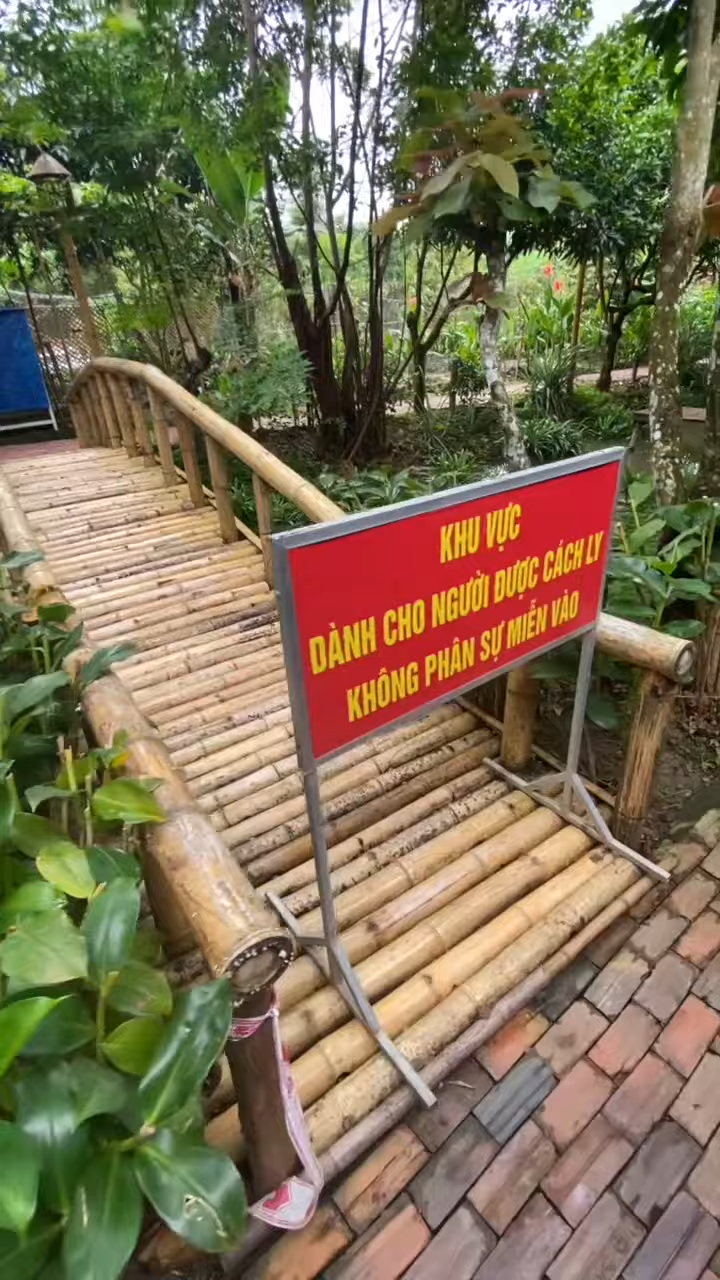 KHU VỰC
DÀNH CHO NGƯỜI ĐƯỢC CÁCH LY
KHÔNG PHẬN SỰ MIỄN VÀO